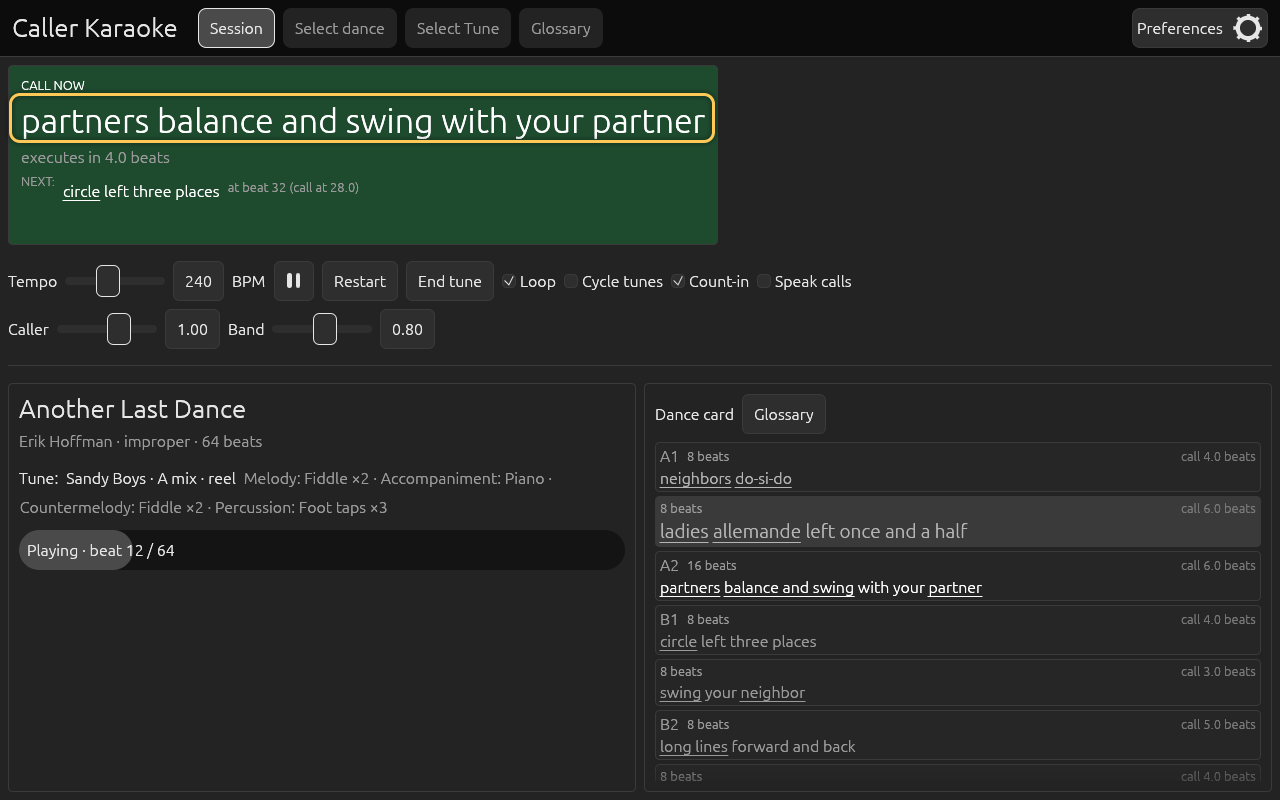 Caller Karaoke Session Select dance Select Tune Glossary Preferences
CALL NOW
partners balance and swing with your partner
executes in 4.0 beats
NEXT: circle left three places at beat 32 (call at 28.0)
Tempo 240 BPM Restart End tune Loop Cycle tunes Count-in Speak calls
Caller 1.00 Band 0.80
Another Last Dance
Erik Hoffman · improper · 64 beats
Tune: Sandy Boys · A mix · reel Melody: Fiddle ×2 · Accompaniment: Piano ·
Countermelody: Fiddle ×2 · Percussion: Foot taps ×3
Playing · beat 12 / 64
Dance card Glossary
A1 8 beats call 4.0 beats
neighbors do-si-do
8 beats call 6.0 beats
ladies allemande left once and a half
A2 16 beats call 6.0 beats
partners balance and swing with your partner
B1 8 beats call 4.0 beats
circle left three places
8 beats call 3.0 beats
swing your neighbor
B2 8 beats call 5.0 beats
long lines forward and back
8 beats call 4.0 beats